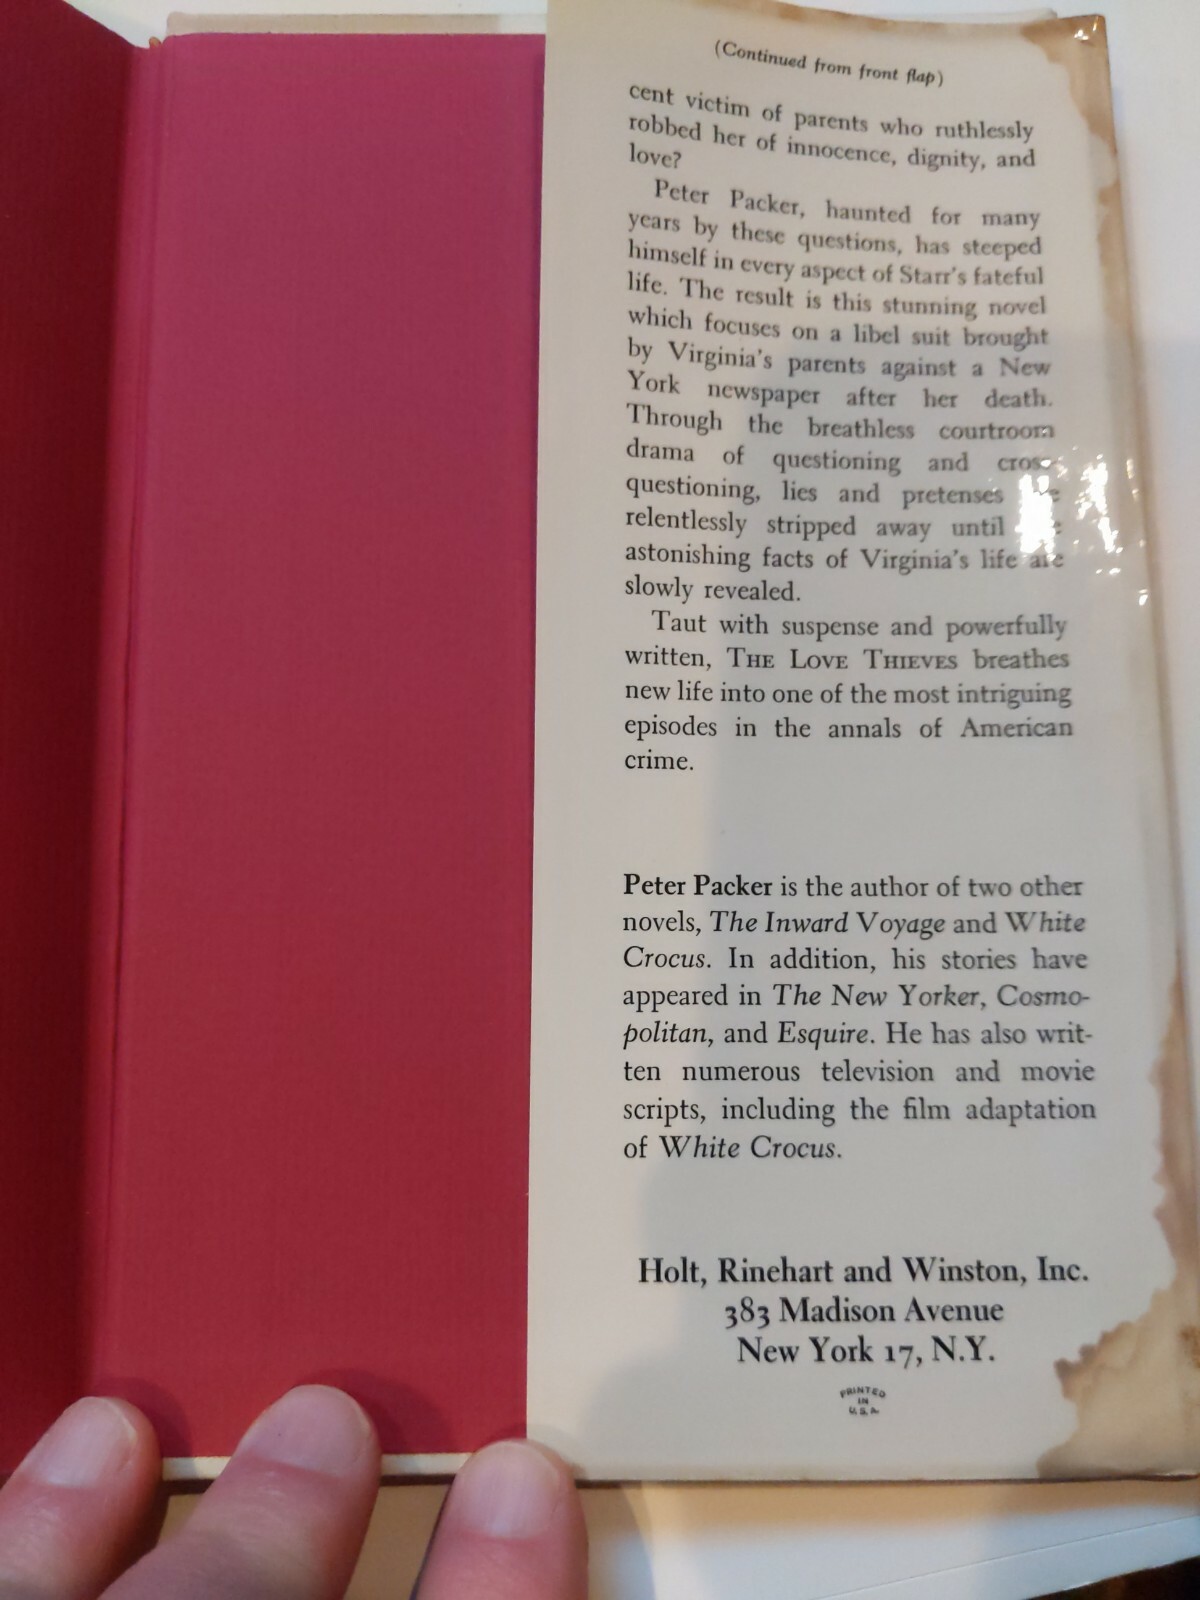 (Continued from front flap)
cent victim of parents who ruthlessly
robbed her of innocence, dignity, and
love?
Peter Packer, haunted for many
years by these questions, has steeped
himself in every aspect of Starr's fateful
life. The result is this stunning novel
which focuses on a libel suit brought
by Virginia's parents against a New
York newspaper after her death.
Through the breathless courtroom
drama of questioning and cross-
questioning, lies and pretenses
relentlessly stripped away until
astonishing facts of Virginia's life are
slowly revealed.
Taut with suspense and powerfully
written, THE LOVE THIEVES breathes
new life into one of the most intriguing
episodes in the annals of American
crime.
Peter Packer is the author of two other
novels, The Inward Voyage and White
Crocus. In addition, his stories have
appeared in The New Yorker, Cosmo-
politan, and Esquire. He has also writ-
ten numerous television and movie
scripts, including the film adaptation
of White Crocus.
Holt, Rinehart and Winston, Inc.
383 Madison Avenue
New York 17, N.Y.
PRINTED
IN
U.S.A.